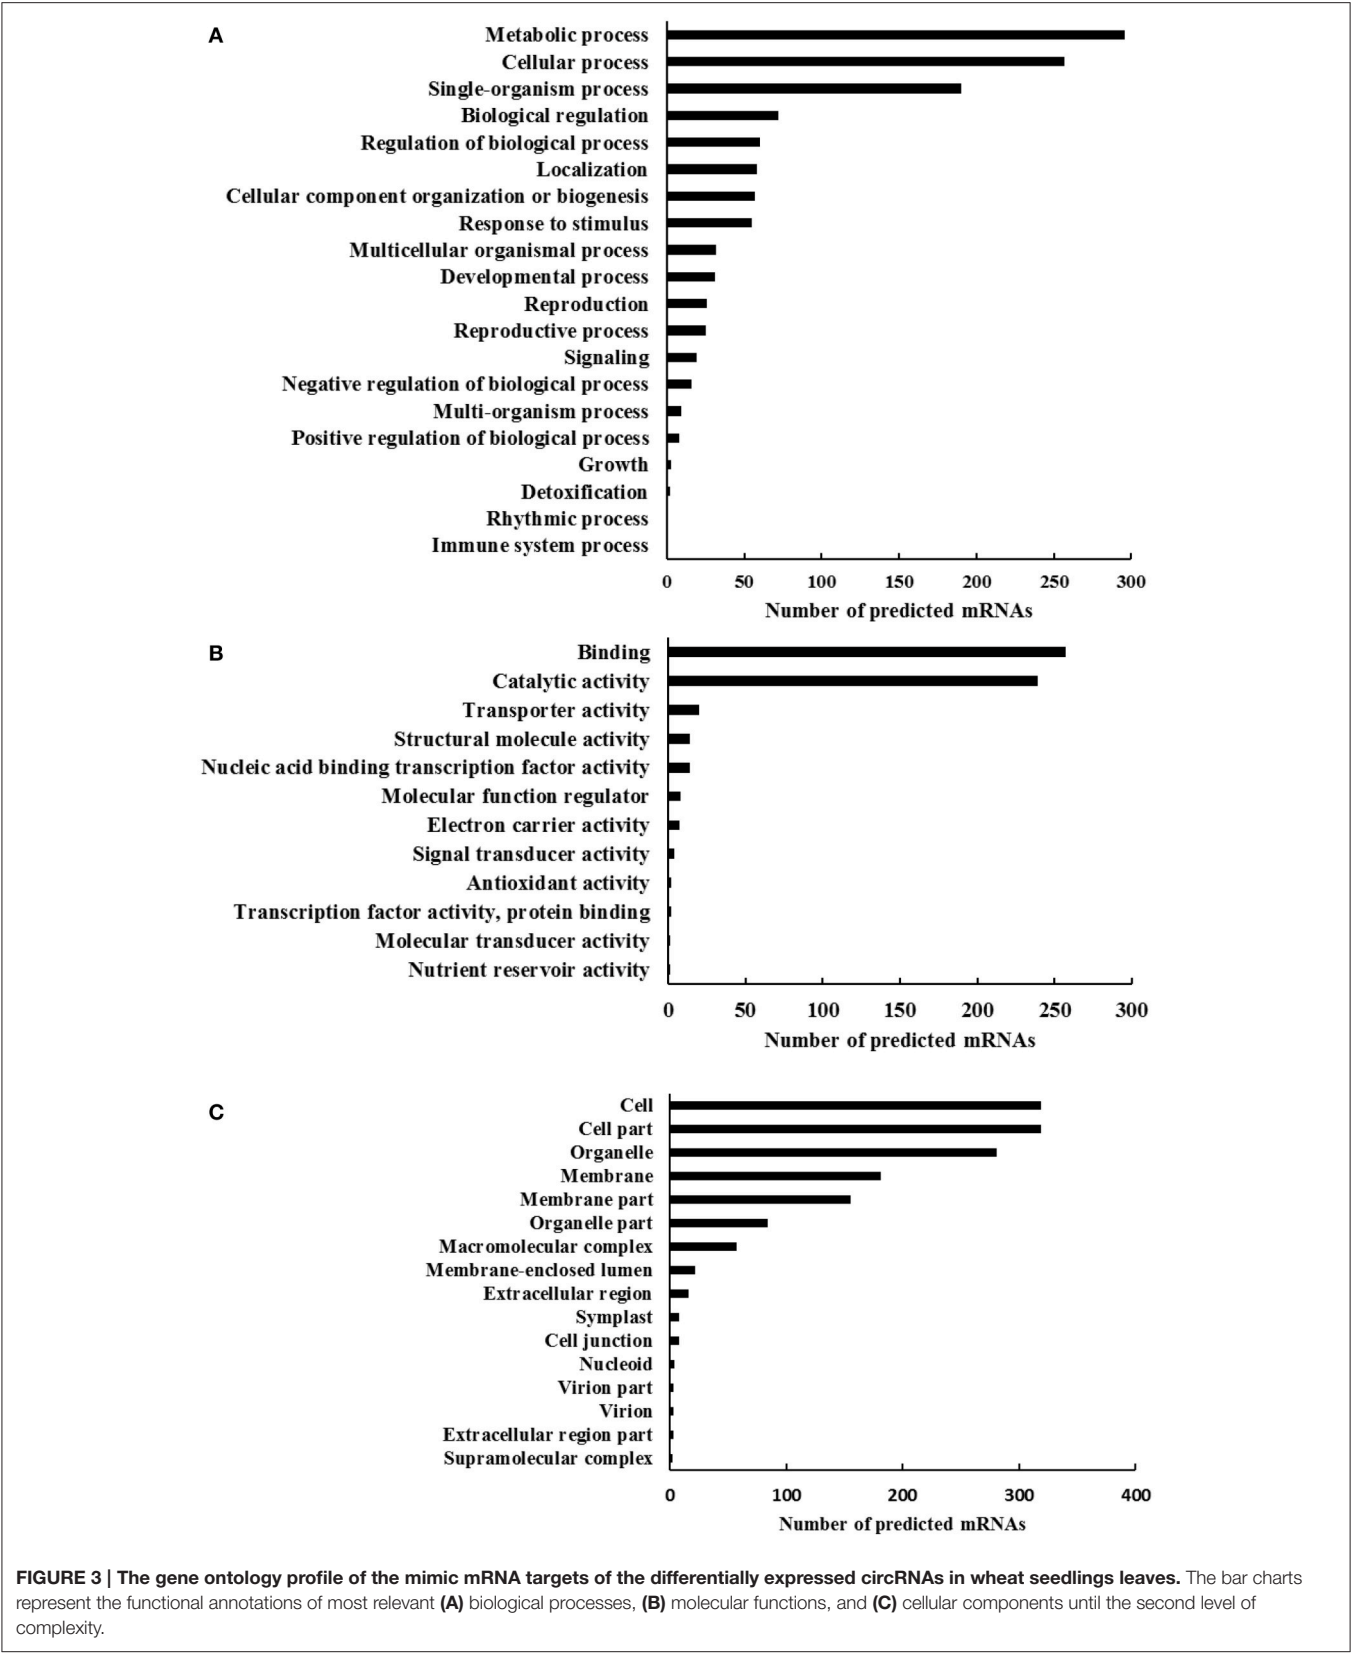 A
Metabolic process
Cellular process
Single-organism process
Biological regulation
Regulation of biological process
Localization
Cellular component organization or biogenesis
Response to stimulus
Multicellular organismal process
Developmental process
Reproduction
Reproductive process
Signaling
Negative regulation of biological process
Multi-organism process
Positive regulation of biological process
Growth
Detoxification
Rhythmic process
Immune system process
0 50 100 150 200 250 300
Number of predicted mRNAs
B
Binding
Catalytic activity
Transporter activity
Structural molecule activity
Nucleic acid binding transcription factor activity
Molecular function regulator
Electron carrier activity
Signal transducer activity
Antioxidant activity
Transcription factor activity, protein binding
Molecular transducer activity
Nutrient reservoir activity
0 50 100 150 200 250 300
Number of predicted mRNAs
C
Cell
Cell part
Organelle
Membrane
Membrane part
Organelle part
Macromolecular complex
Membrane-enclosed lumen
Extracellular region
Symplast
Cell junction
Nucleoid
Virion part
Virion
Extracellular region part
Supramolecular complex
0 100 200 300 400
Number of predicted mRNAs
FIGURE 3 | The gene ontology profile of the mimic mRNA targets of the differentially expressed circRNAs in wheat seedlings leaves. The bar charts
represent the functional annotations of most relevant (A) biological processes, (B) molecular functions, and (C) cellular components until the second level of
complexity.